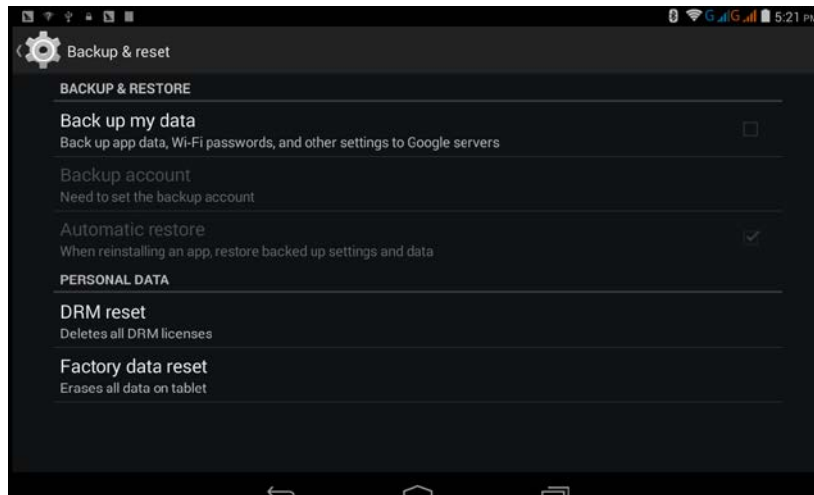 G G 5:21 PM
Backup & reset
BACKUP & RESTORE
Back up my data
Back up app data, Wi-Fi passwords, and other settings to Google servers
Backup account
Need to set the backup account
Automatic restore
When reinstalling an app, restore backed up settings and data
PERSONAL DATA
DRM reset
Deletes all DRM licenses
Factory data reset
Erases all data on tablet